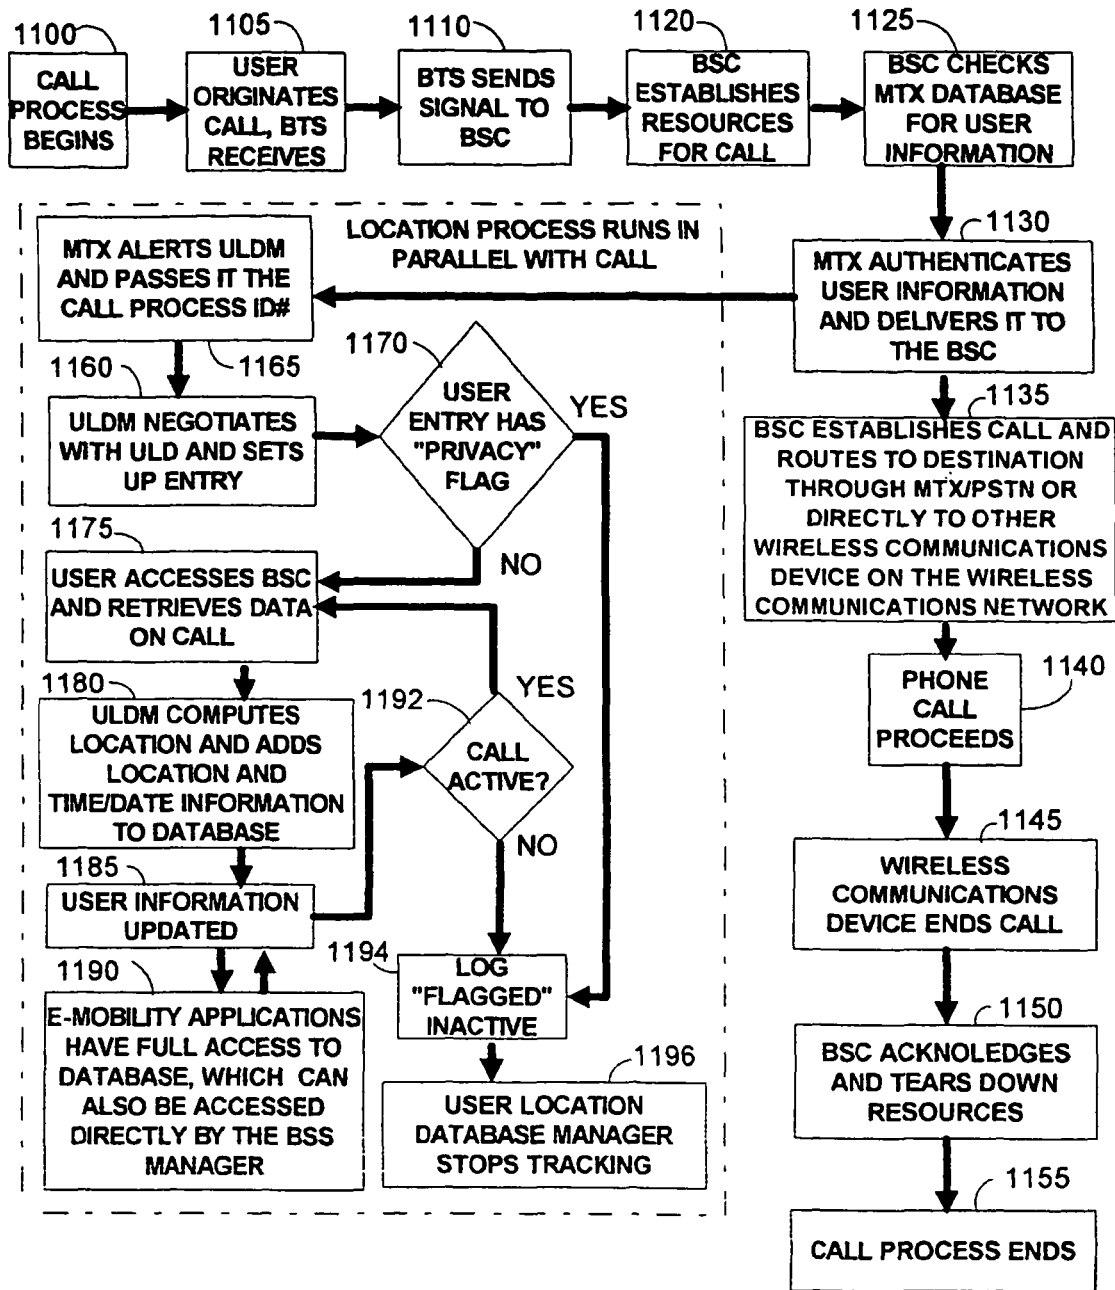 1100
CALL
PROCESS
BEGINS
1105
USER
ORIGINATES
CALL, BTS
RECEIVES
1110
BTS SENDS
SIGNAL TO
BSC
1120
BSC
ESTABLISHES
RESOURCES
FOR CALL
1125
BSC CHECKS
MTX DATABASE
FOR USER
INFORMATION
1130
MTX AUTHENTICATES
USER INFORMATION
AND DELIVERS IT TO
THE BSC
LOCATION PROCESS RUNS IN
PARALLEL WITH CALL
MTX ALERTS ULDM
AND PASSES IT THE
CALL PROCESS ID#
1165
1160
ULDM NEGOTIATES
WITH ULD AND SETS
UP ENTRY
1170
USER
ENTRY HAS
"PRIVACY"
FLAG
YES
NO
1135
BSC ESTABLISHES CALL AND
ROUTES TO DESTINATION
THROUGH MTX/PSTN OR
DIRECTLY TO OTHER
WIRELESS COMMUNICATIONS
DEVICE ON THE WIRELESS
COMMUNICATIONS NETWORK
1175
USER ACCESSES BSC
AND RETRIEVES DATA
ON CALL
1180
ULDM COMPUTES
LOCATION AND ADDS
LOCATION AND
TIME/DATE INFORMATION
TO DATABASE
1192
YES
CALL
ACTIVE?
NO
1140
PHONE
CALL
PROCEEDS
1185
USER INFORMATION
UPDATED
1145
WIRELESS
COMMUNICATIONS
DEVICE ENDS CALL
1190
E-MOBILITY APPLICATIONS
HAVE FULL ACCESS TO
DATABASE, WHICH CAN
ALSO BE ACCESSED
DIRECTLY BY THE BSS
MANAGER
1194
LOG
"FLAGGED"
INACTIVE
1196
USER LOCATION
DATABASE MANAGER
STOPS TRACKING
1150
BSC ACKNOLEDGES
AND TEARS DOWN
RESOURCES
1155
CALL PROCESS ENDS